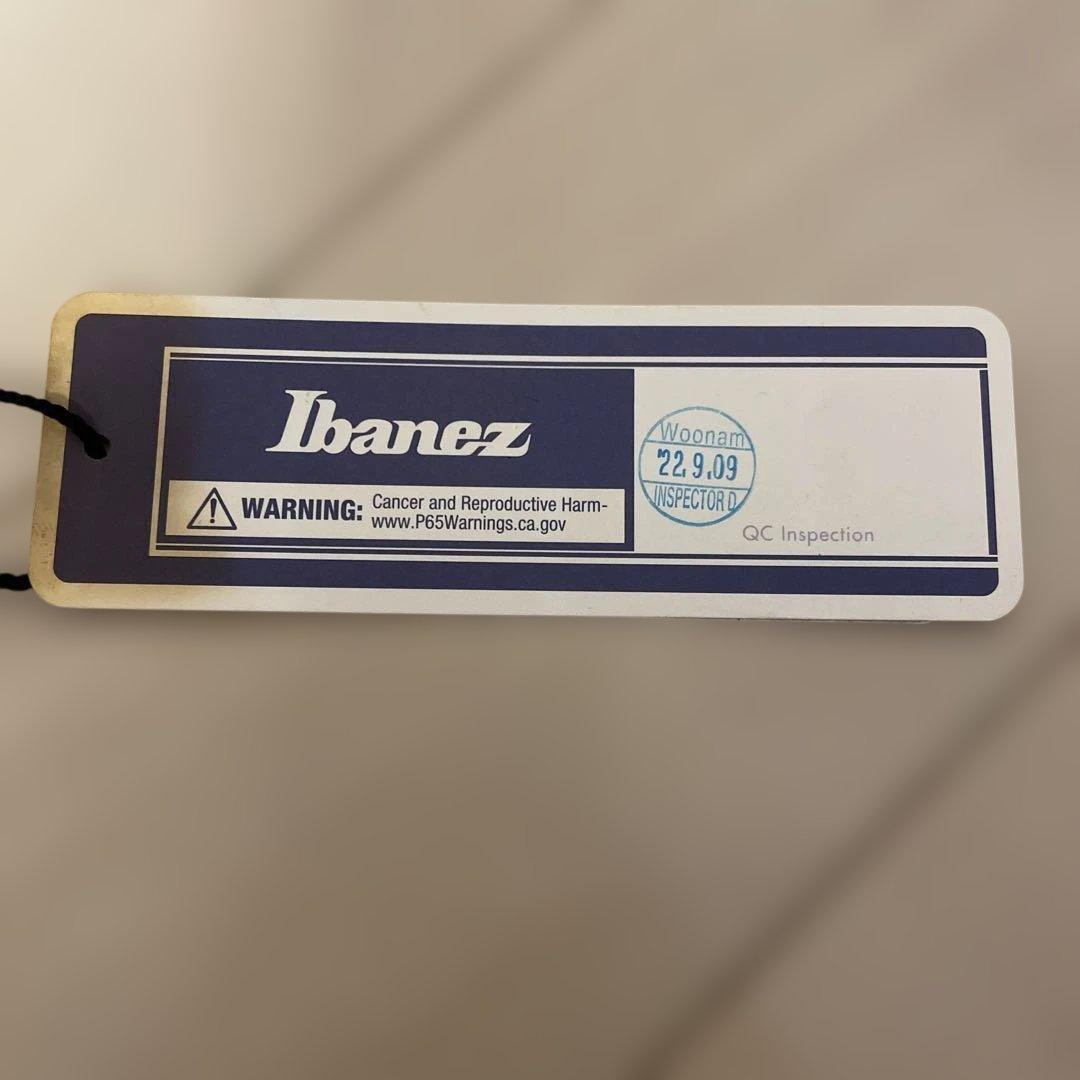 Ibanez
WARNING: Cancer and Reproductive Harm-
www.P65Warnings.ca.gov
Woonam
'22. 9. 09
INSPECTOR D
QC Inspection